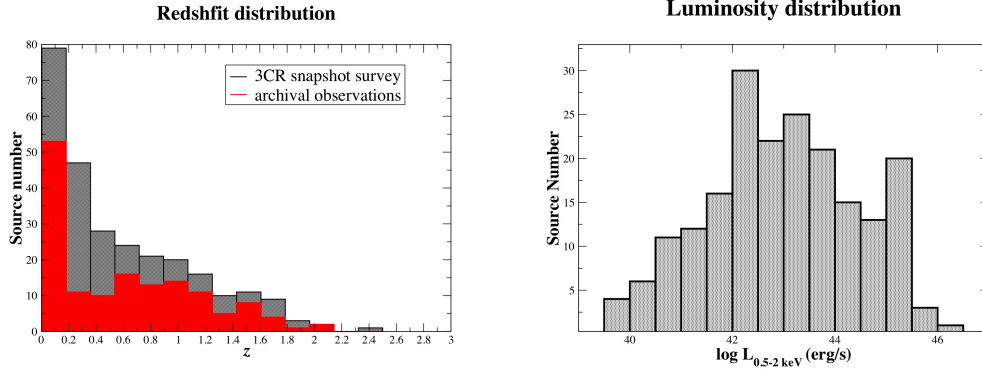 Redshfit distribution
80
70
60
50
40
30
20
10
0
Source number
3CR snapshot survey
archival observations
0 0.2 0.4 0.6 0.8 1 1.2 1.4 1.6 1.8 2 2.2 2.4 2.6 2.8 3
z
Luminosity distribution
30
25
20
15
10
5
Source Number
40 42 44 46
log L0.5-2 keV (erg/s)